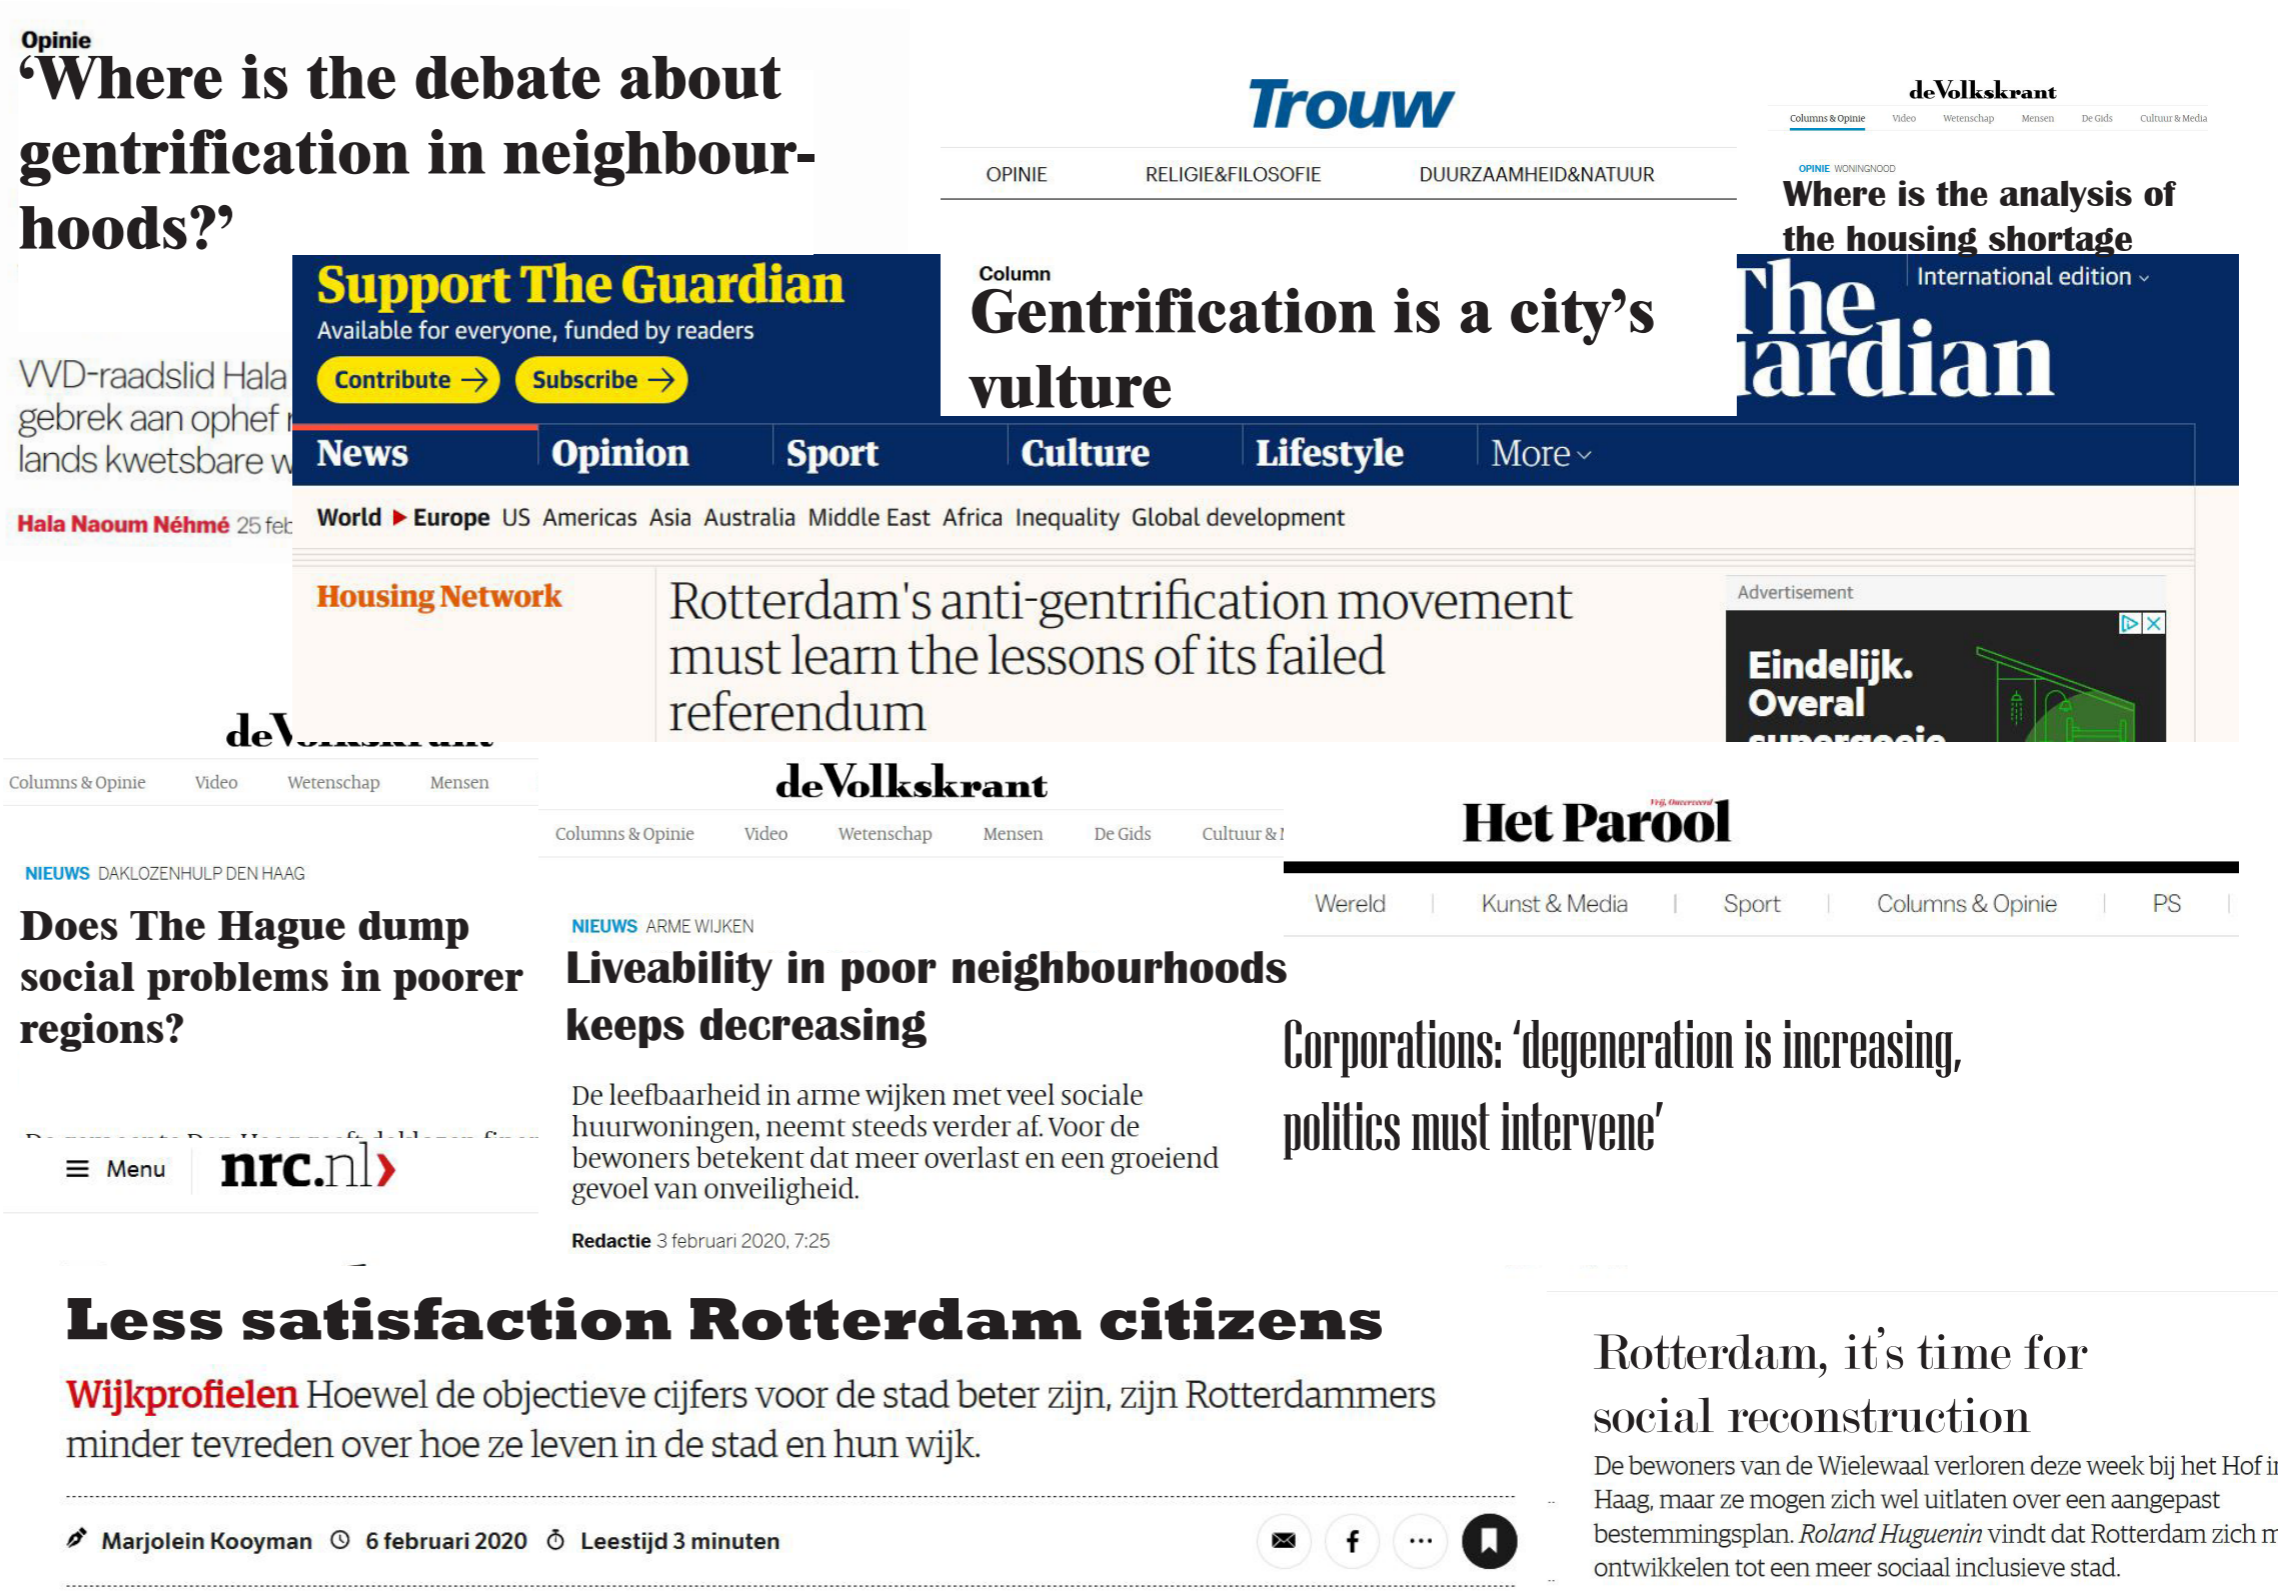 Opinie
‘Where is the debate about
gentrification in neighbour-
hoods?’
VVD-raadslid Hala
gebrek aan ophef
lands kwetsbare
Hala Naoum Néhmé 25 feb
Trouw
OPINIE RELIGIE&FILOSOFIE DUURZAAMHEID&NATUUR
Column
Gentrification is a city’s
vulture
deVolkskrant
Columns & Opinie Video Wetenschap Mensen De Gids Cultuur & Media
OPINIE WONINGNOOD
Where is the analysis of
the housing shortage
Support The Guardian
Available for everyone, funded by readers
Contribute → Subscribe →
The
International edition
ardian
News Opinion Sport Culture Lifestyle More
World Europe US Americas Asia Australia Middle East Africa Inequality Global development
Housing Network
Rotterdam's anti-gentrification movement
must learn the lessons of its failed
referendum
Advertisement
Eindelijk.
Overal
deVolkskrant
Columns & Opinie Video Wetenschap Mensen
NIEUWS DAKLOZENHULP DEN HAAG
Does The Hague dump
social problems in poorer
regions?
deVolkskrant
Columns & Opinie Video Wetenschap Mensen De Gids Cultuur &
NIEUWS ARME WIJKEN
Liveability in poor neighbourhoods
keeps decreasing
De leefbaarheid in arme wijken met veel sociale
huurwoningen, neemt steeds verder af. Voor de
bewoners betekent dat meer overlast en een groeiend
gevoel van onveiligheid.
Redactie 3 februari 2020, 7:25
Het Parool
Vrij, Onverveerd
Wereld | Kunst & Media | Sport | Columns & Opinie | PS |
Corporations: ‘degeneration is increasing,
politics must intervene’
Menu nrc.nl
Less satisfaction Rotterdam citizens
Wijkprofielen Hoewel de objectieve cijfers voor de stad beter zijn, zijn Rotterdammers
minder tevreden over hoe ze leven in de stad en hun wijk.
Marjolein Kooyman 6 februari 2020 Leestijd 3 minuten
Rotterdam, it’s time for
social reconstruction
De bewoners van de Wielewaal verloren deze week bij het Hof in
Haag, maar ze mogen zich wel uitlaten over een aangepast
bestemmingsplan. Roland Huguenin vindt dat Rotterdam zich
ontwikkelen tot een meer sociaal inclusieve stad.